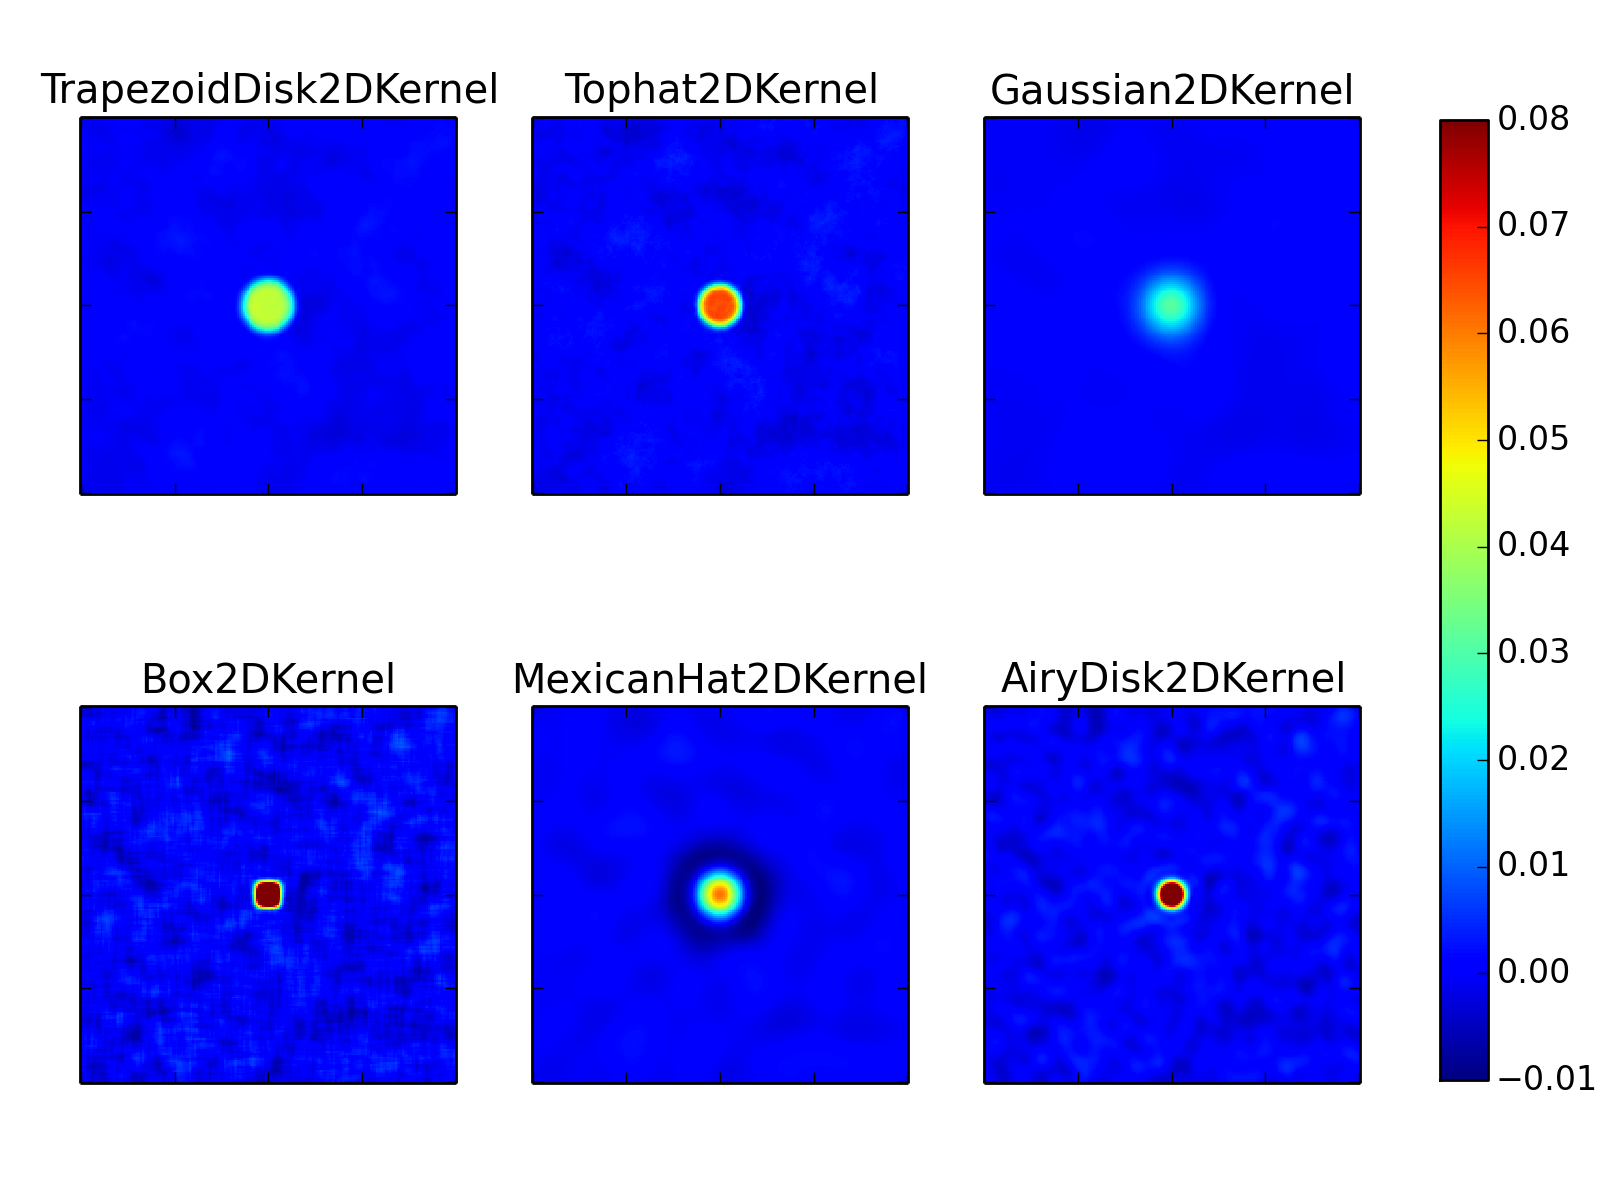 TrapezoidDisk2DKernel
Tophat2DKernel
Gaussian2DKernel
Box2DKernel
MexicanHat2DKernel
AiryDisk2DKernel
0.08
0.07
0.06
0.05
0.04
0.03
0.02
0.01
0.00
−0.01